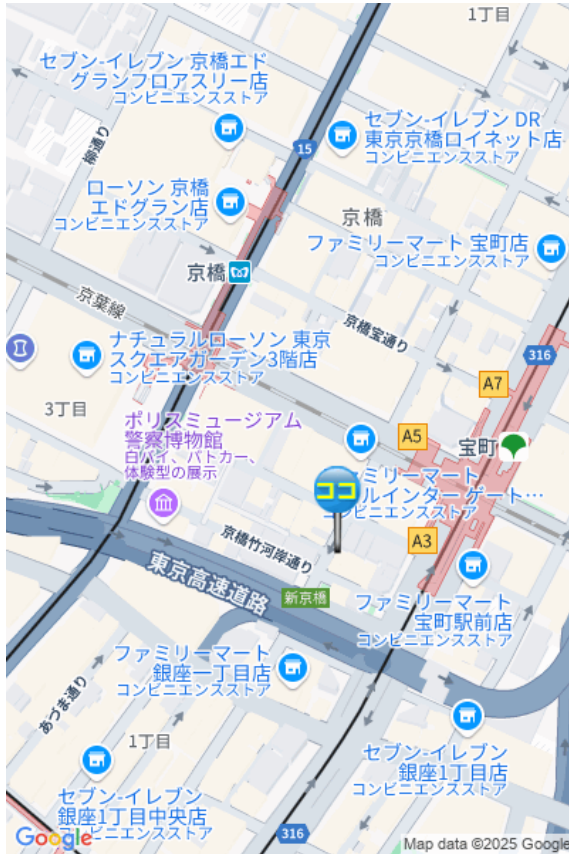 1丁目
セブン-イレブン 京橋エド
グランフロアスリー店
コンビニエンスストア
柳通り
15
セブン-イレブン DR
東京京橋ロイネット店
コンビニエンスストア
ローソン 京橋
エドグラン店
コンビニエンスストア
京橋
ファミリーマート 宝町店
コンビニエンスストア
京橋
京葉線
京橋宝通り
316
ナチュラルローソン 東京
スクエアガーデン3階店
コンビニエンスストア
A7
3丁目
ポリスミュージアム
警察博物館
白バイ、パトカー、
体験型の展示
A5
宝町
ココ
ミリーマート
ルインターゲート…
コンビニエンスストア
A3
京橋竹河岸通り
東京高速道路
新京橋
ファミリーマート
宝町駅前店
コンビニエンスストア
ファミリーマート
銀座一丁目店
コンビニエンスストア
あづま通り
1丁目
セブン-イレブン
銀座1丁目店
コンビニエンスストア
セブン-イレブン
銀座1丁目中央店
コンビニエンスストア
316
Google
Map data ©2025 Google